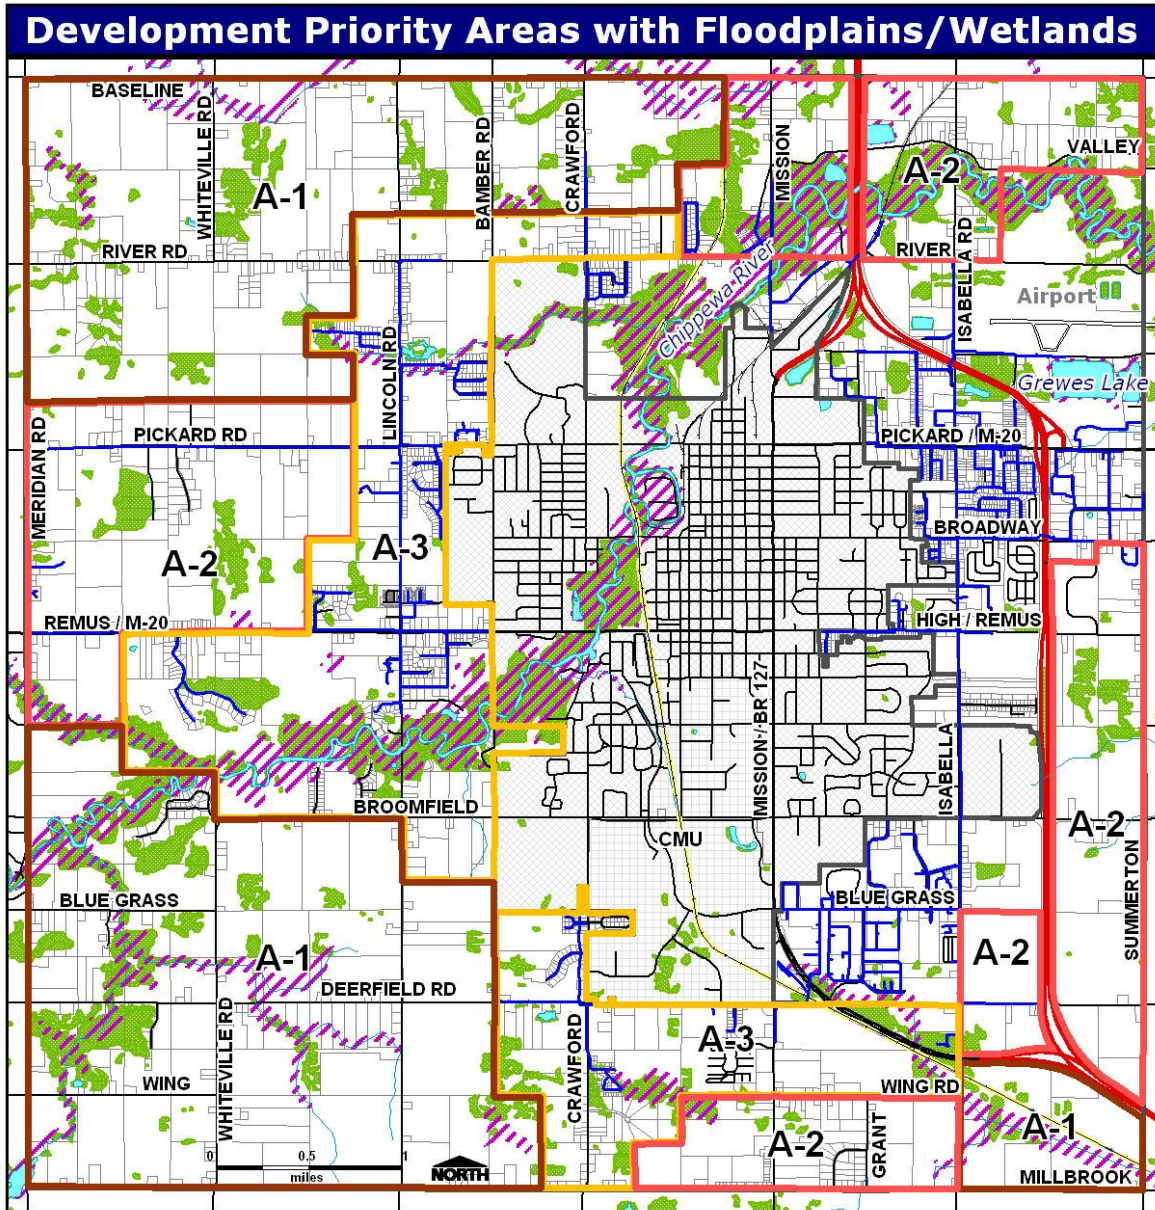 Development Priority Areas with Floodplains/Wetlands
BASELINE
WHITEVILLE RD
BAMBER RD
CRAWFORD
MISSION
VALLEY
A-1
A-2
RIVER RD
RIVER
ISABELLA RD
Chippewa River
Airport
LINCOLN RD
Grewes Lake
MERIDIAN RD
PICKARD RD
PICKARD / M-20
A-2
A-3
BROADWAY
REMUS / M-20
HIGH / REMUS
MISSION / BR 127
ISABELLA
BROOMFIELD
CMU
A-2
SUMMERTON
BLUE GRASS
BLUE GRASS
A-1
A-2
DEERFIELD RD
WHITEVILLE RD
CRAWFORD
A-3
WING
WING RD
A-2
GRANT
A-1
0 0.5 1
miles
NORTH
MILLBROOK